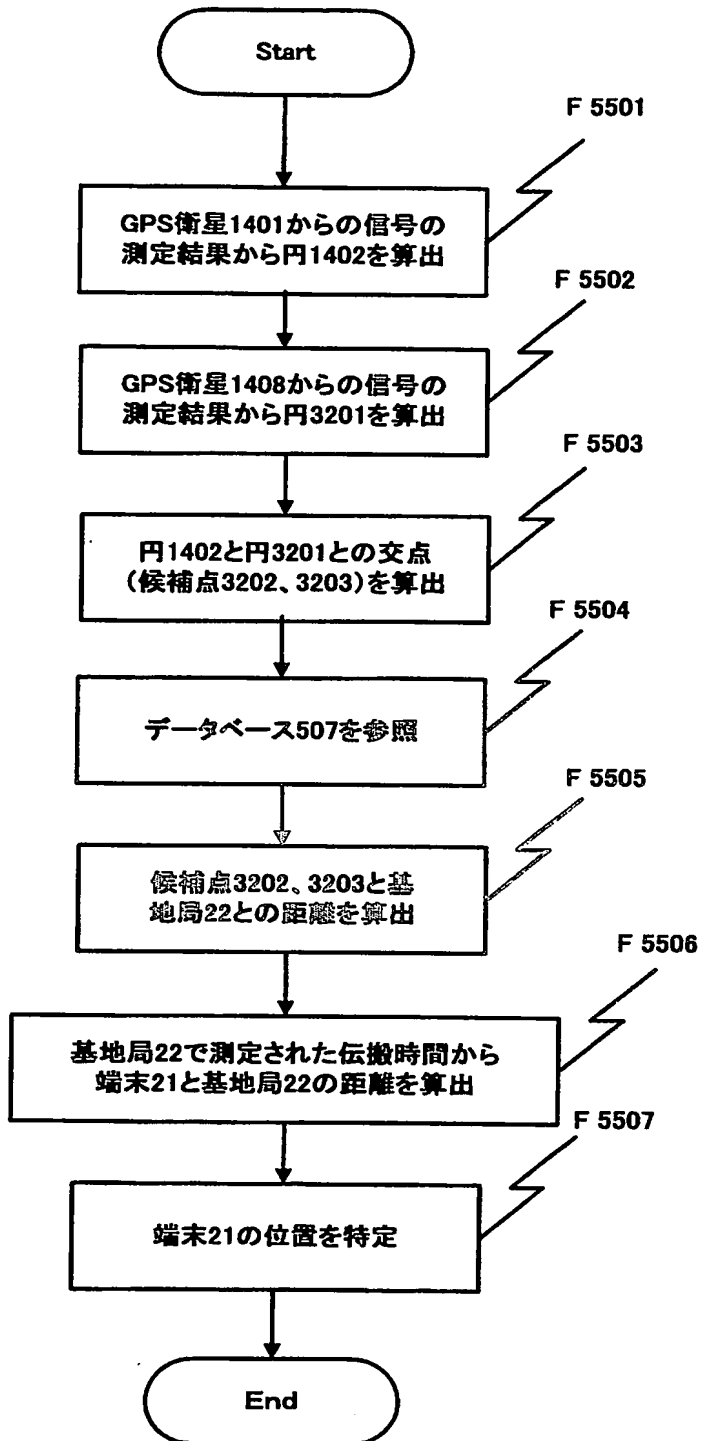 Start
F 5501
GPS衛星1401からの信号の
測定結果から円1402を算出
F 5502
GPS衛星1408からの信号の
測定結果から円3201を算出
F 5503
円1402と円3201との交点
(候補点3202、3203)を算出
F 5504
データベース507を参照
F 5505
候補点3202、3203と基
地局22との距離を算出
F 5506
基地局22で測定された伝搬時間から
端末21と基地局22の距離を算出
F 5507
端末21の位置を特定
End